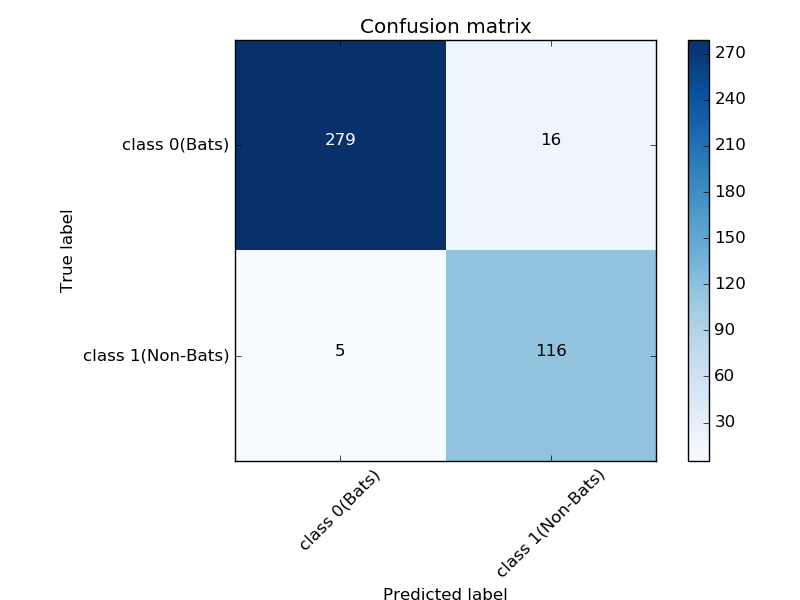 Confusion matrix
True label
class 0(Bats)
279
16
class 1(Non-Bats)
5
116
class 0(Bats)
class 1(Non-Bats)
Predicted label
270
240
210
180
150
120
90
60
30